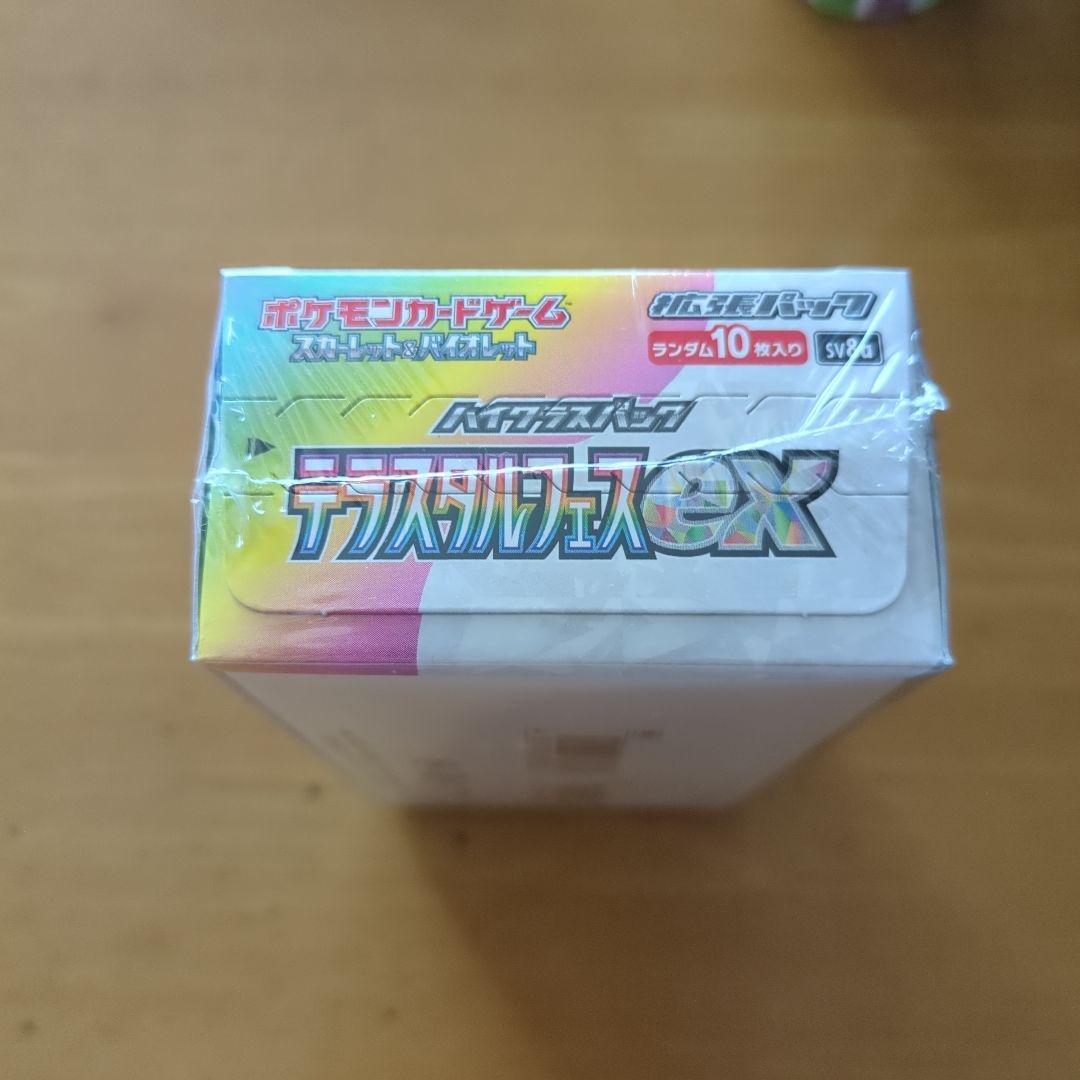 ポケモンカードゲーム
スカーレット&バイオレット
拡張パック
ランダム10枚入り
SV8a
ハイクラスパック
テラスタルフェスex